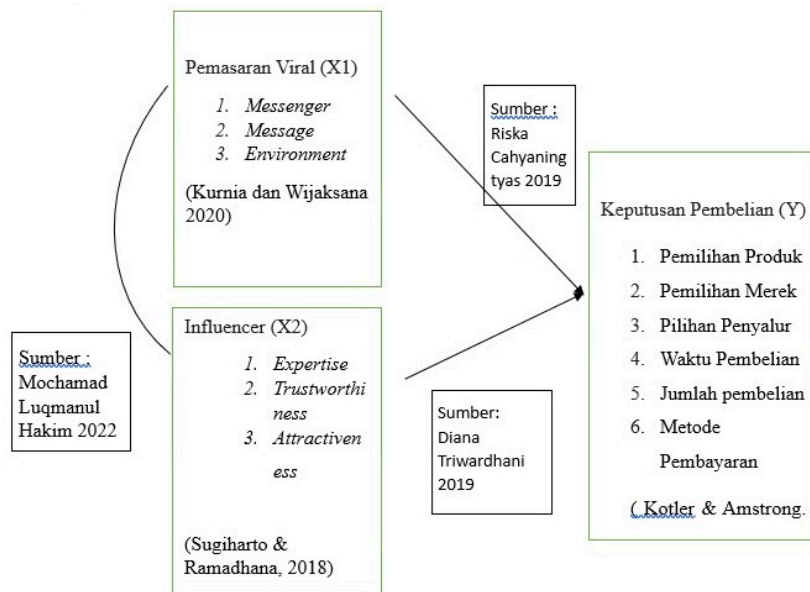 Pemasaran Viral (X1)
1. Messenger
2. Message
3. Environment
(Kurnia dan Wijaksana
2020)
Sumber :
Riska
Cahyaning
tyas 2019
Keputusan Pembelian (Y)
1. Pemilihan Produk
2. Pemilihan Merek
3. Pilihan Penyalur
4. Waktu Pembelian
5. Jumlah pembelian
6. Metode
Pembayaran
( Kotler & Amstrong.
Influencer (X2)
1. Expertise
2. Trustworthi
ness
3. Attractiven
ess
(Sugiharto &
Ramadhana, 2018)
Sumber :
Mochamad
Luqmanul
Hakim 2022
Sumber:
Diana
Triwardhani
2019